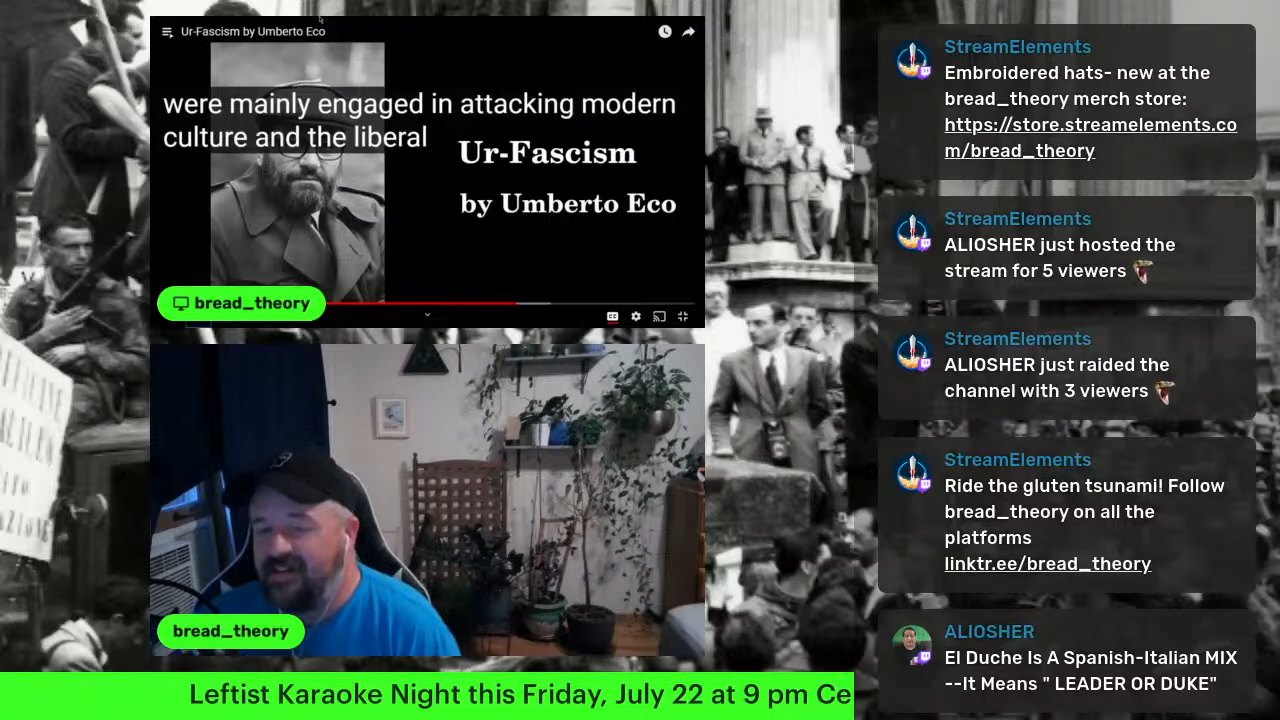 Ur-Fascism by Umberto Eco
were mainly engaged in attacking modern
culture and the liberal
Ur-Fascism
by Umberto Eco
bread_theory
bread_theory
Leftist Karaoke Night this Friday, July 22 at 9 pm Ce
StreamElements
Embroidered hats- new at the
bread_theory merch store:
https://store.streamelements.co
m/bread_theory
StreamElements
ALIOSHER just hosted the
stream for 5 viewers
StreamElements
ALIOSHER just raided the
channel with 3 viewers
StreamElements
Ride the gluten tsunami! Follow
bread_theory on all the
platforms
linktr.ee/bread_theory
ALIOSHER
El Duche Is A Spanish-Italian MIX
--It Means " LEADER OR DUKE"